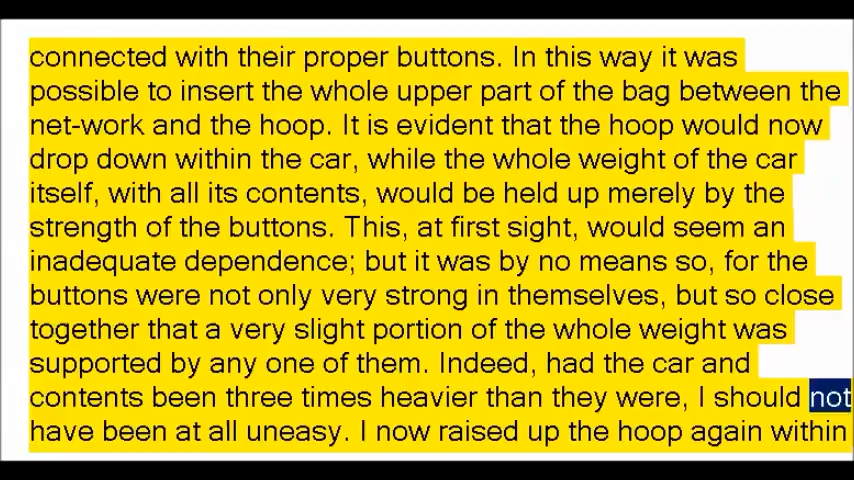 connected with their proper buttons. In this way it was
possible to insert the whole upper part of the bag between the
net-work and the hoop. It is evident that the hoop would now
drop down within the car, while the whole weight of the car
itself, with all its contents, would be held up merely by the
strength of the buttons. This, at first sight, would seem an
inadequate dependence; but it was by no means so, for the
buttons were not only very strong in themselves, but so close
together that a very slight portion of the whole weight was
supported by any one of them. Indeed, had the car and
contents been three times heavier than they were, I should not
have been at all uneasy. I now raised up the hoop again within